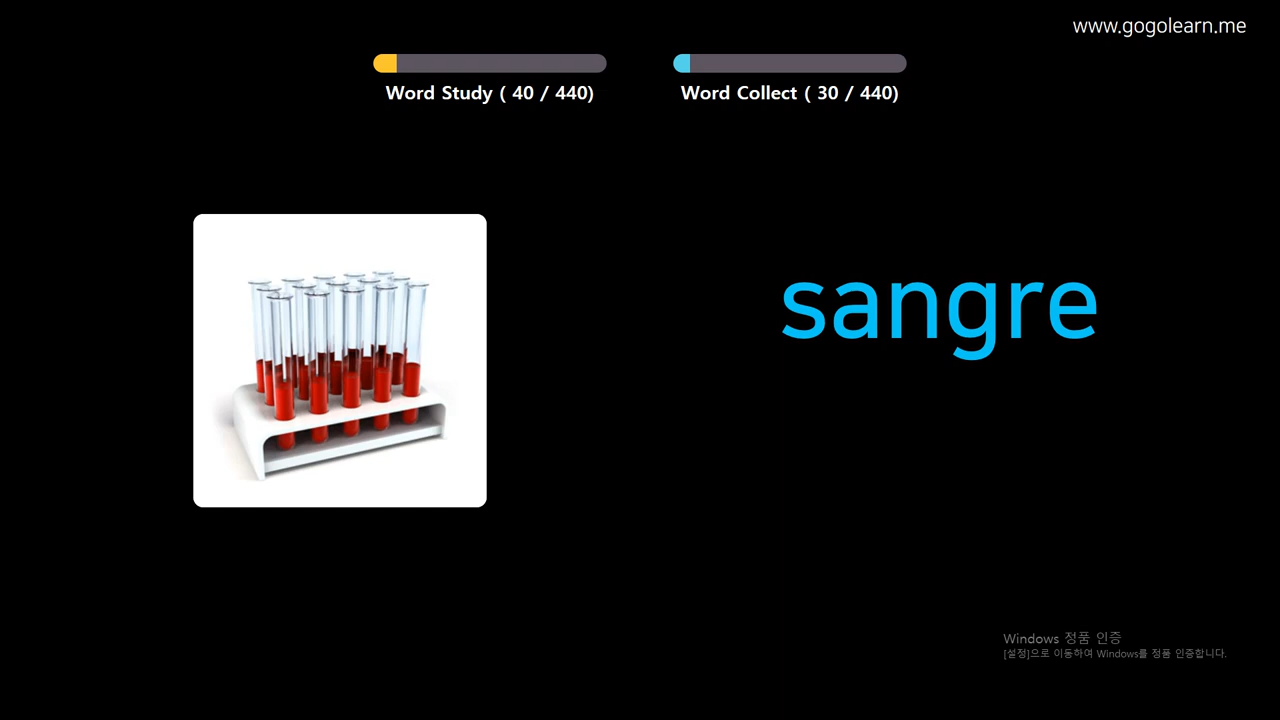 www.gogolearn.me
Word Study ( 40 / 440)
Word Collect ( 30 / 440)
sangre
Windows 정품 인증
[설정]으로 이동하여 Windows를 정품 인증합니다.